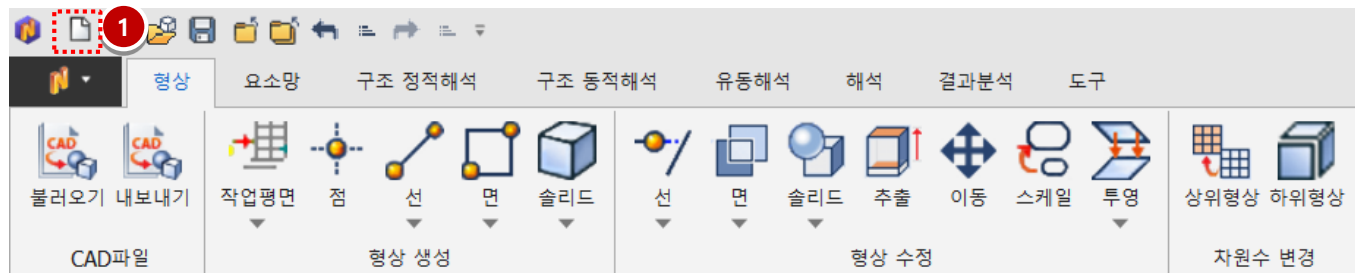 1
형상 요소망 구조 정적해석 구조 동적해석 유동해석 해석 결과분석 도구
CAD CAD
불러오기 내보내기 작업평면 점 선 면 솔리드 선 면 솔리드 추출 이동 스케일 투영 상위형상 하위형상
CAD파일 형상 생성 형상 수정 차원수 변경